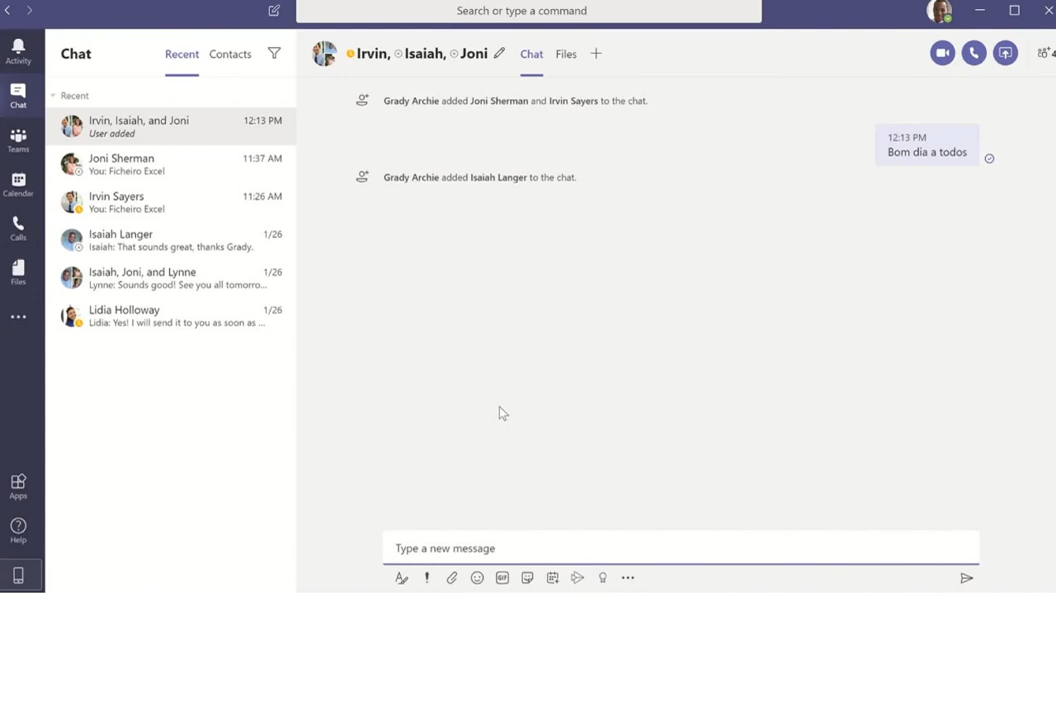 Search or type a command
Activity
Chat
Teams
Calendar
Calls
Files
Apps
Help
Chat
Recent
Contacts
Recent
Irvin, Isaiah, and Joni 12:13 PM
User added
Joni Sherman 11:37 AM
You: Ficheiro Excel
Irvin Sayers 11:26 AM
You: Ficheiro Excel
Isaiah Langer 1/26
Isaiah: That sounds great, thanks Grady.
Isaiah, Joni, and Lynne 1/26
Lynne: Sounds good! See you all tomorro...
Lidia Holloway 1/26
Lidia: Yes! I will send it to you as soon as ...
Irvin, Isaiah, Joni Chat Files
4
Grady Archie added Joni Sherman and Irvin Sayers to the chat.
12:13 PM
Bom dia a todos
Grady Archie added Isaiah Langer to the chat.
Type a new message
GIF